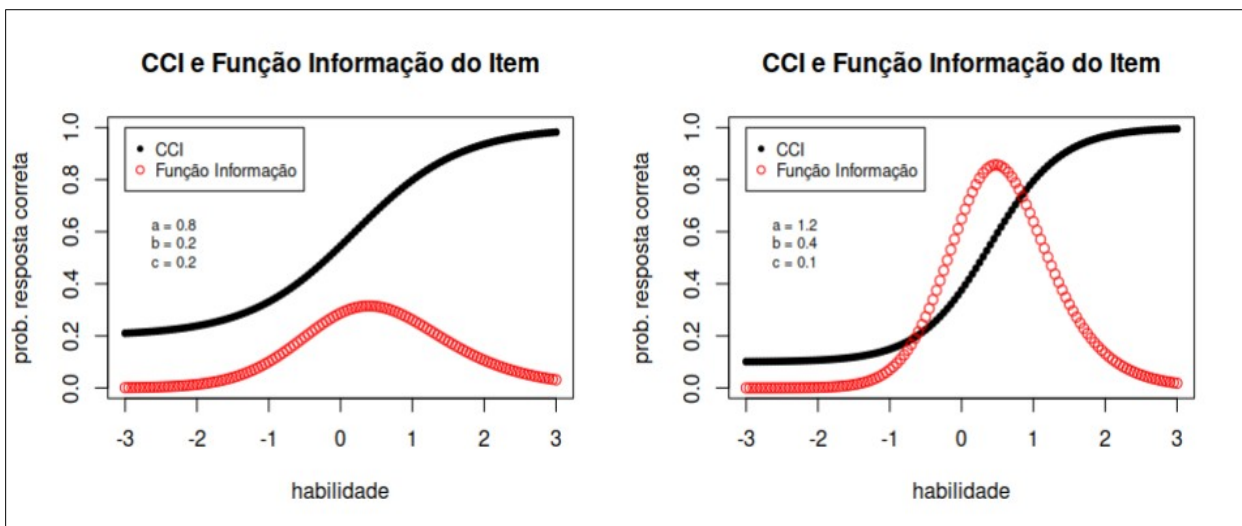 CCI e Função Informação do Item
prob. resposta correta
1.0
0.8
0.6
0.4
0.2
0.0
CCI
Função Informação
a = 0.8
b = 0.2
c = 0.2
-3 -2 -1 0 1 2 3
habilidade
CCI e Função Informação do Item
prob. resposta correta
1.0
0.8
0.6
0.4
0.2
0.0
CCI
Função Informação
a = 1.2
b = 0.4
c = 0.1
-3 -2 -1 0 1 2 3
habilidade